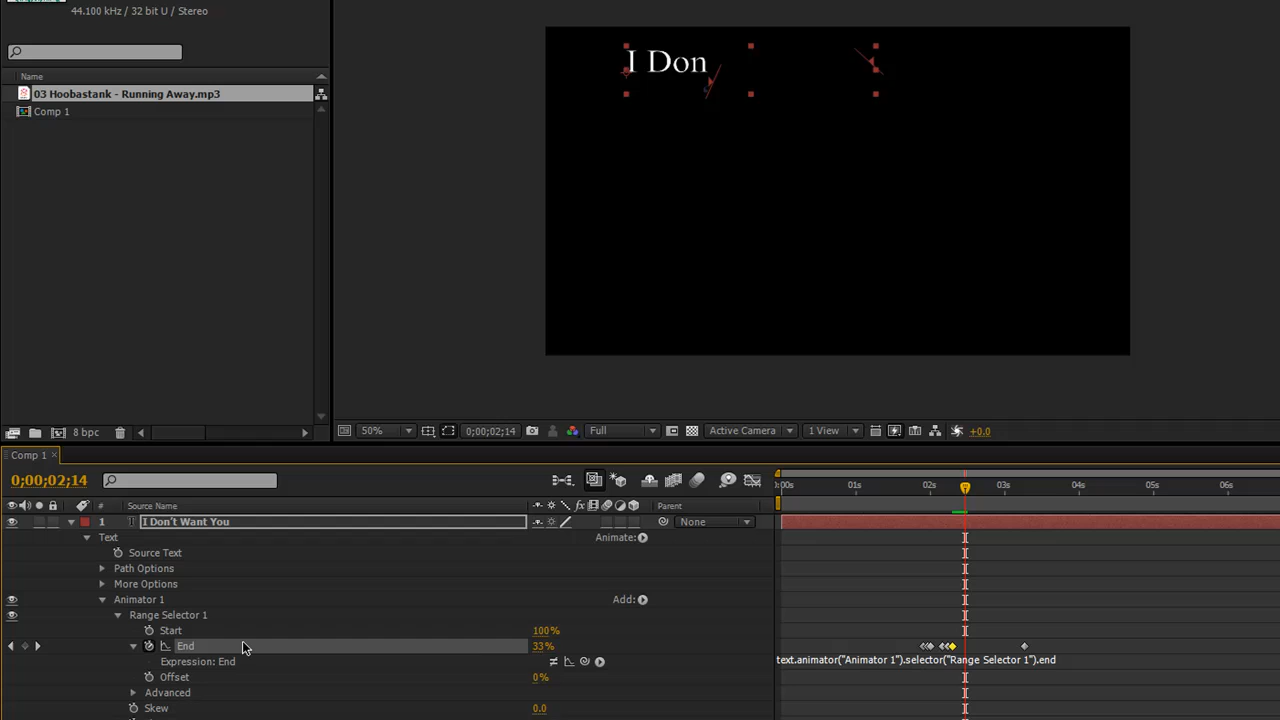 44.100 kHz / 32 bit U / Stereo
Name
03 Hoobastank - Running Away.mp3
Comp 1
I Don
8 bpc
50%
0;00;02;14
Full
Active Camera
1 View
+0.0
Comp 1
0;00;02;14
# Source Name
fx
Parent
:00s 01s 02s 03s 04s 05s 06s
1 T I Don't Want You
None
Text
Animate:
Source Text
Path Options
More Options
Animator 1
Add:
Range Selector 1
Start 100%
End 33%
Expression: End
text.animator("Animator 1").selector("Range Selector 1").end
Offset 0%
Advanced
Skew 0.0